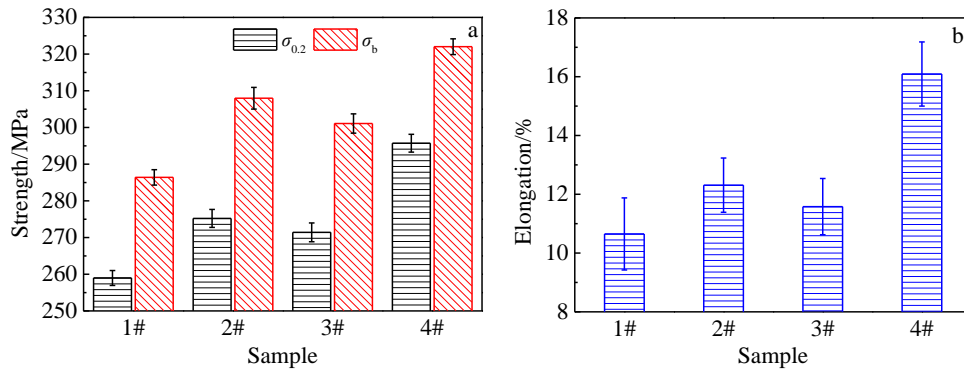 330
320
310
300
290
280
270
260
250
Strength/MPa
σ0.2
σb
a
1#
2#
3#
4#
Sample
18
16
14
12
10
8
Elongation/%
b
1#
2#
3#
4#
Sample